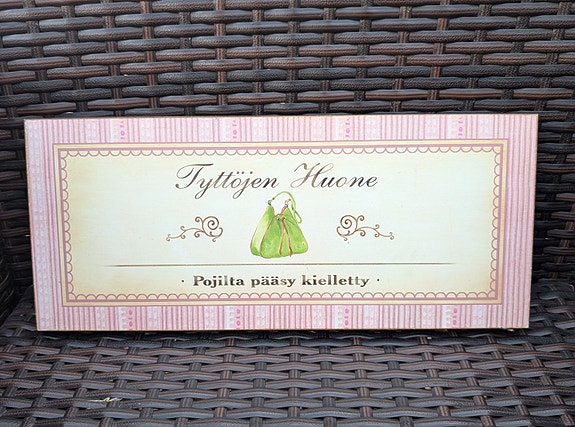 Tyttöjen Huone
· Pojilta pääsy kielletty ·